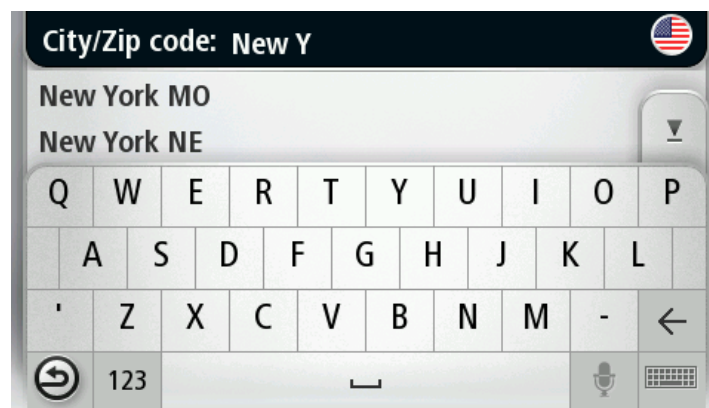 City/Zip code: New Y
New York MO
New York NE
Q W E R T Y U I O P
A S D F G H J K L
' Z X C V B N M -
123